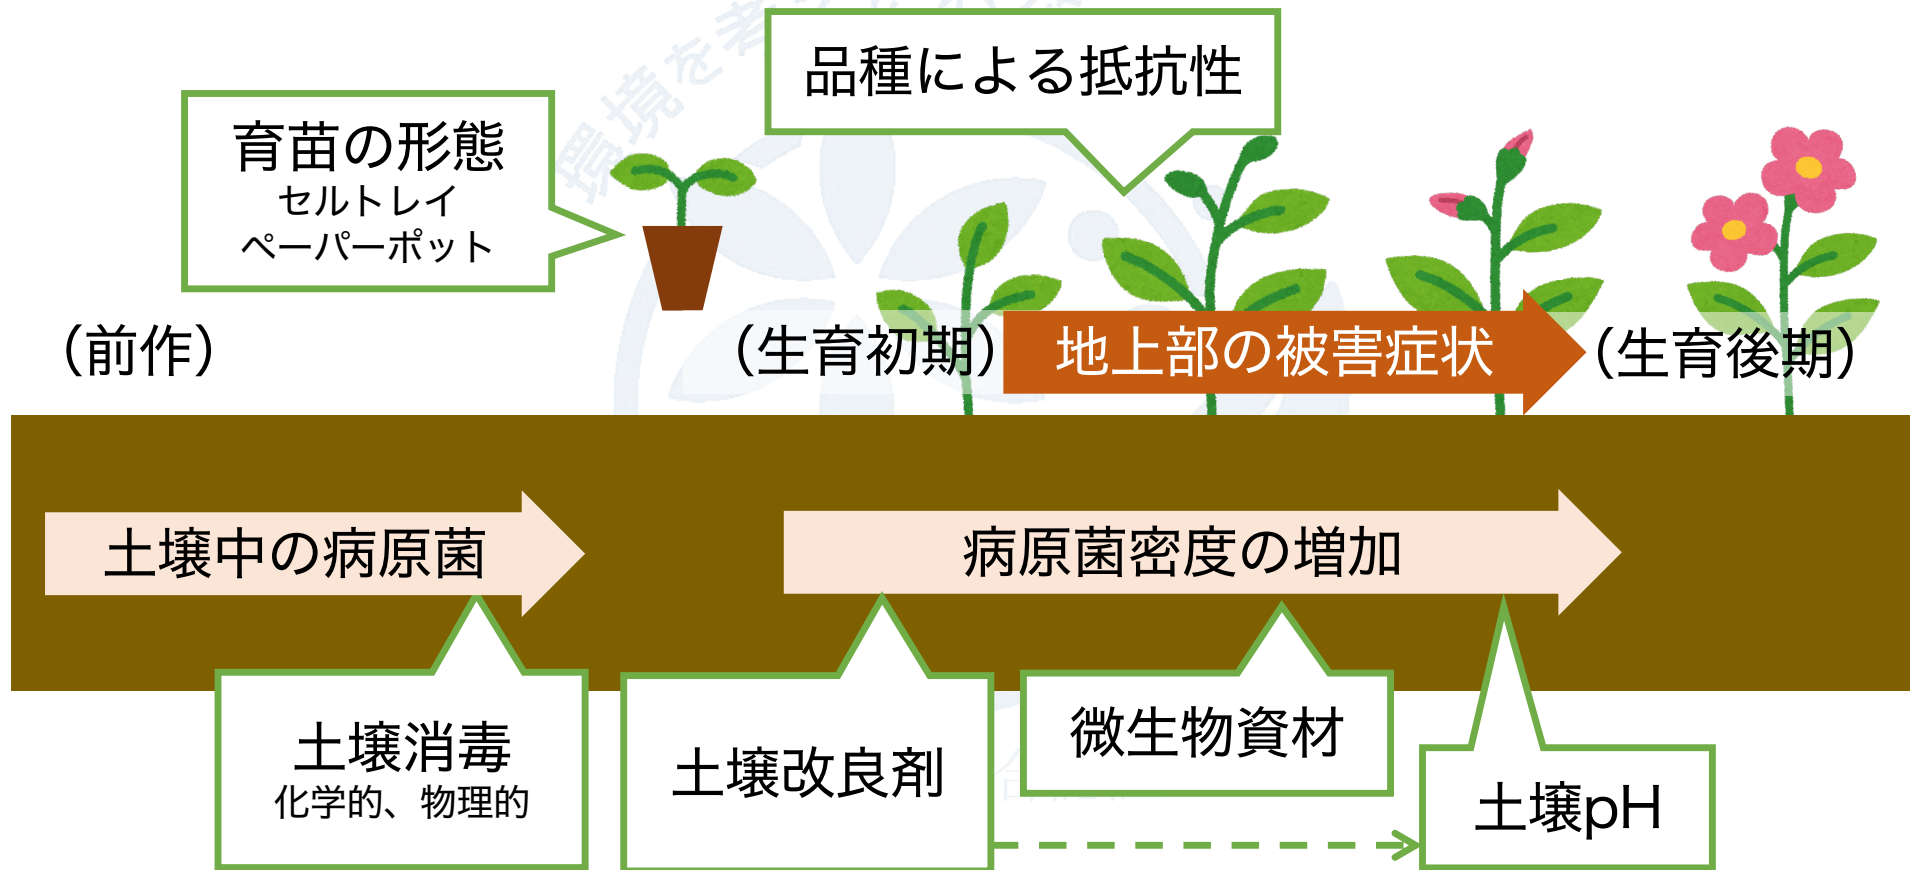 品種による抵抗性
育苗の形態
セルトレイ
ペーパーポット
（前作）
（生育初期）
地上部の被害症状
（生育後期）
土壌中の病原菌
病原菌密度の増加
土壌消毒
化学的、物理的
土壌改良剤
微生物資材
土壌pH
環境を考